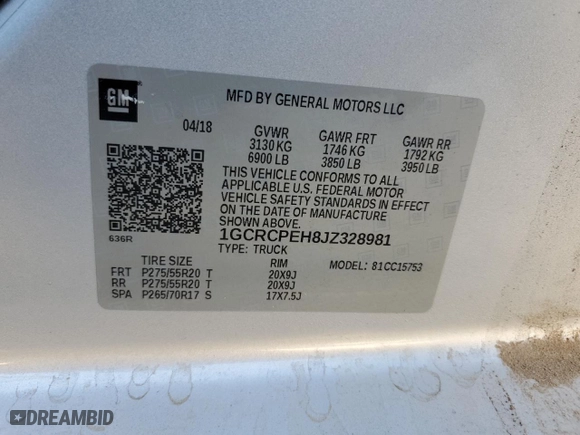 GM
MFD BY GENERAL MOTORS LLC
04/18 GVWR GAWR FRT GAWR RR
3130 KG 1746 KG 1792 KG
6900 LB 3850 LB 3950 LB
THIS VEHICLE CONFORMS TO ALL
APPLICABLE U.S. FEDERAL MOTOR
VEHICLE SAFETY STANDARDS IN EFFECT
ON THE DATE OF MANUFACTURE
SHOWN ABOVE.
636R 1GCRCPEH8JZ328981
TYPE: TRUCK
TIRE SIZE RIM MODEL: 81CC15753
FRT P275/55R20 T 20X9J
RR P275/55R20 T 20X9J
SPA P265/70R17 S 17X7.5J
DREAMBID